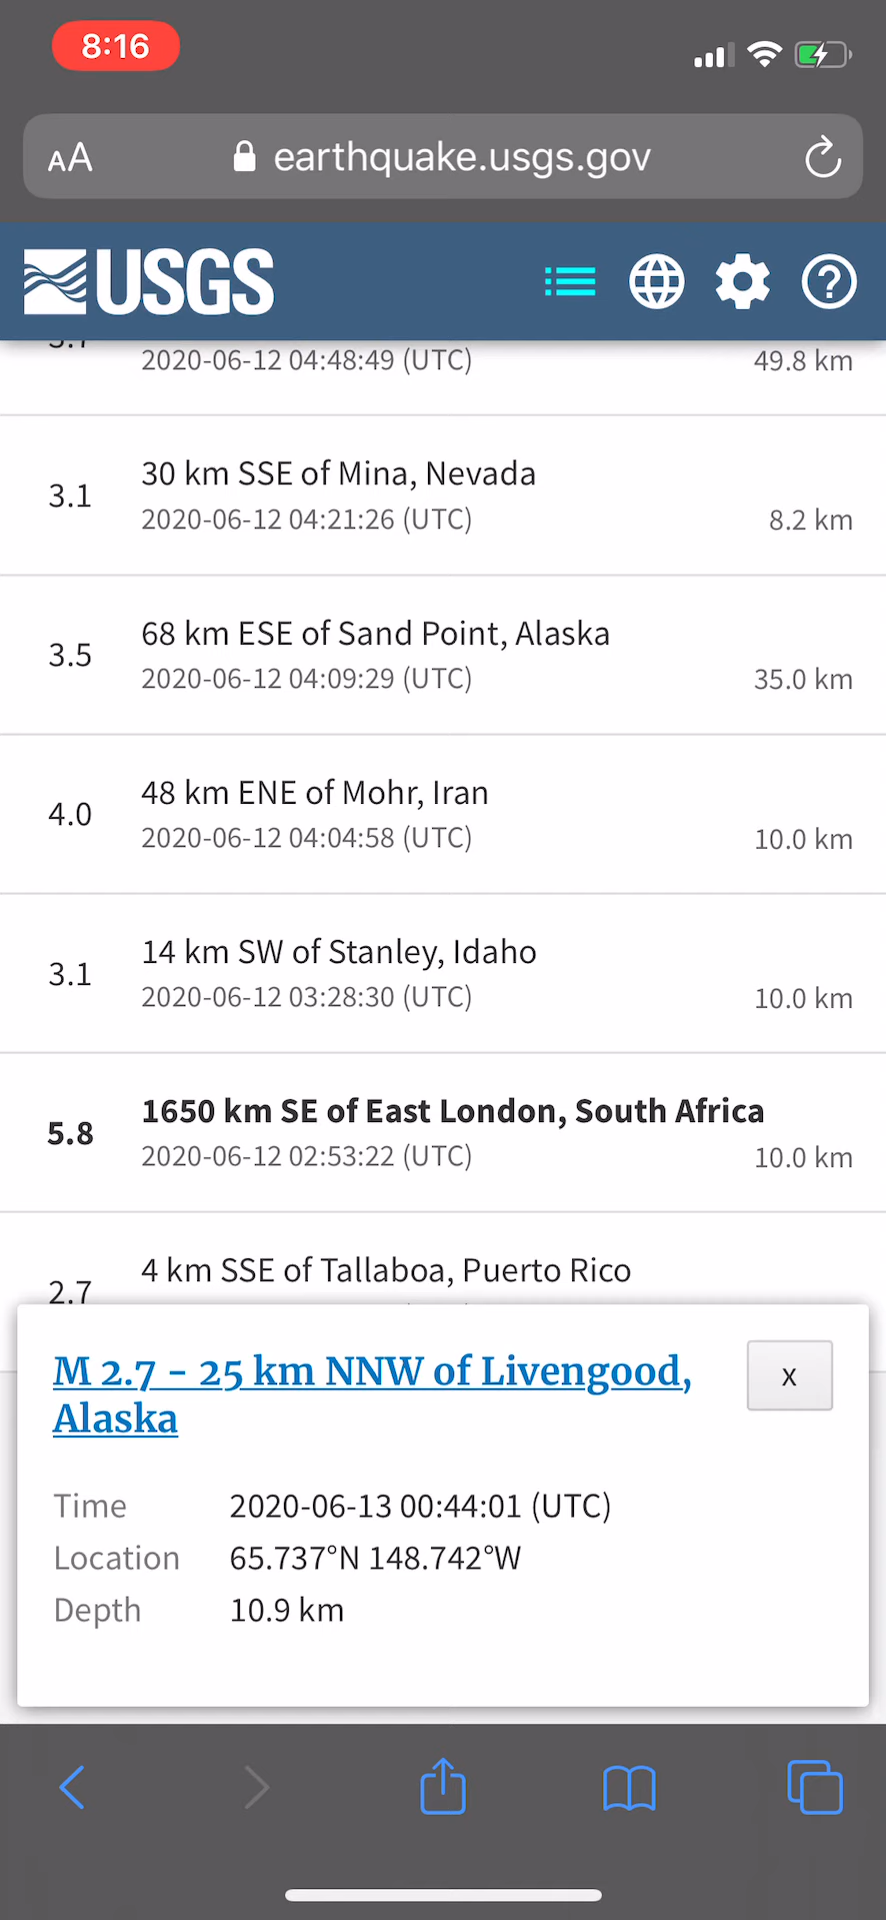 8:16
AA earthquake.usgs.gov
USGS
2020-06-12 04:48:49 (UTC) 49.8 km
3.1 30 km SSE of Mina, Nevada
2020-06-12 04:21:26 (UTC) 8.2 km
3.5 68 km ESE of Sand Point, Alaska
2020-06-12 04:09:29 (UTC) 35.0 km
4.0 48 km ENE of Mohr, Iran
2020-06-12 04:04:58 (UTC) 10.0 km
3.1 14 km SW of Stanley, Idaho
2020-06-12 03:28:30 (UTC) 10.0 km
5.8 1650 km SE of East London, South Africa
2020-06-12 02:53:22 (UTC) 10.0 km
2.7 4 km SSE of Tallaboa, Puerto Rico
M 2.7 - 25 km NNW of Livengood,
Alaska
x
Time 2020-06-13 00:44:01 (UTC)
Location 65.737°N 148.742°W
Depth 10.9 km